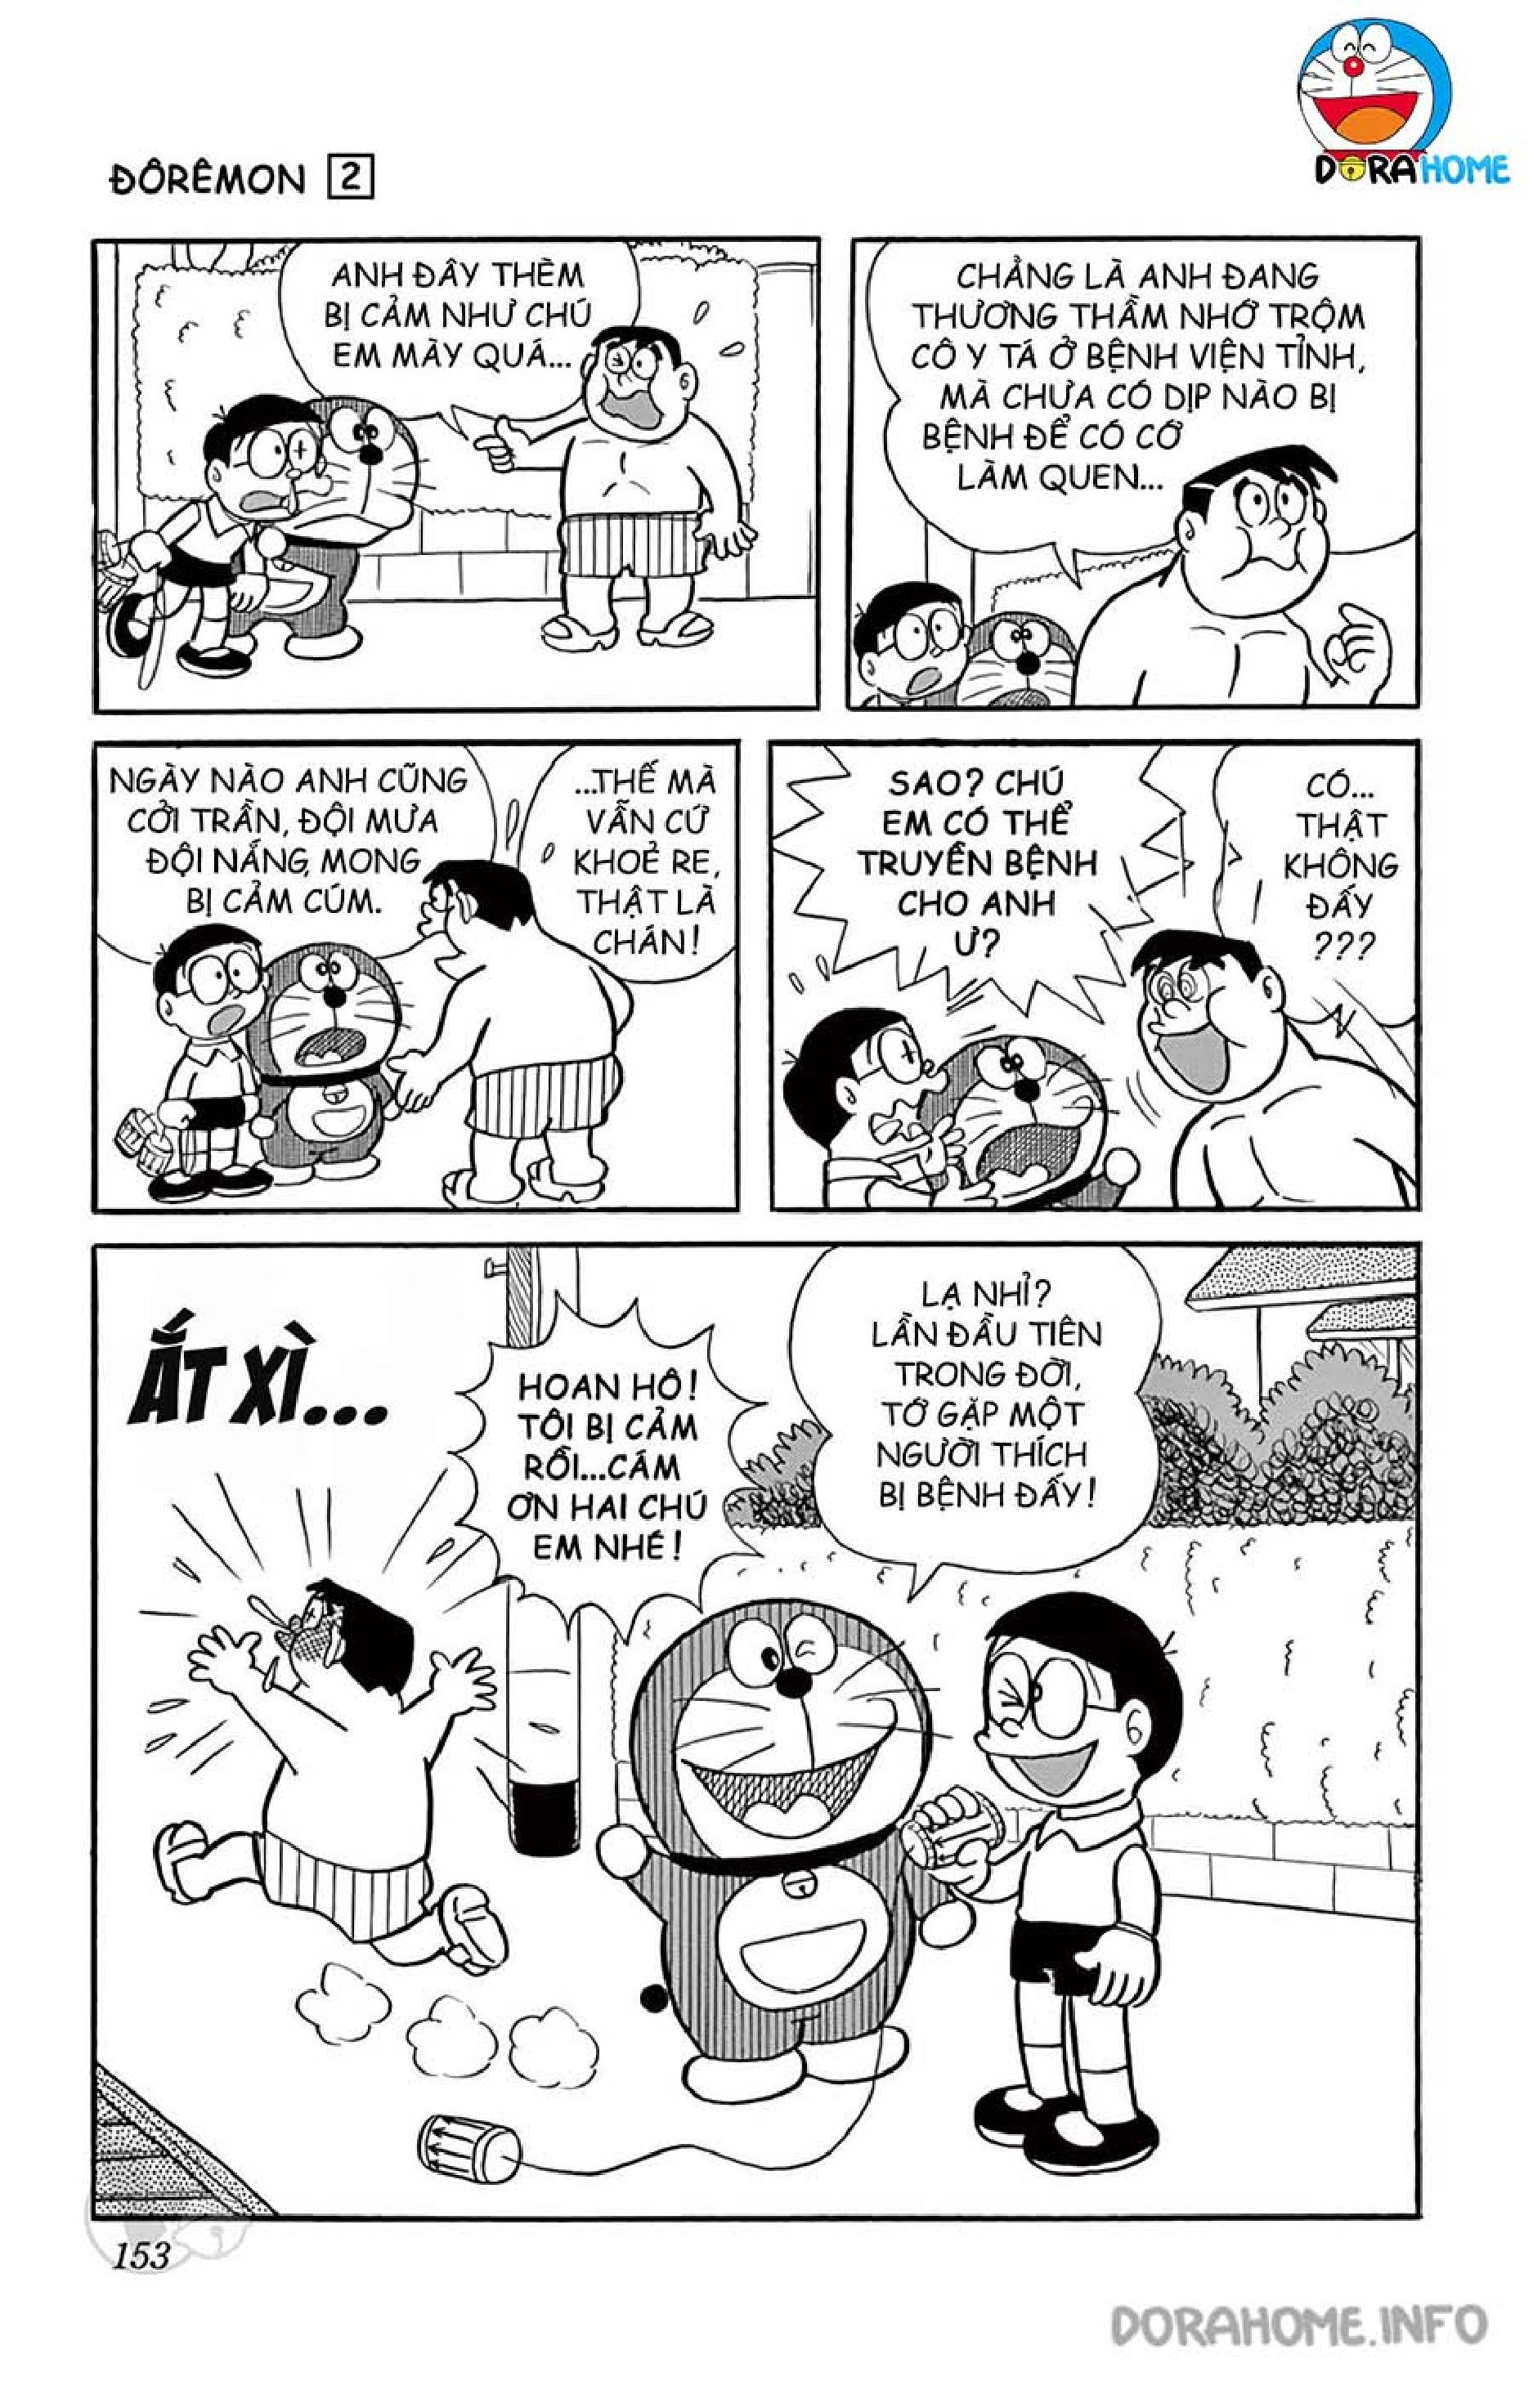 DORAHOME
ĐÔRÊMON 2
ANH ĐÂY THÈM
BỊ CẢM NHƯ CHÚ
EM MÀY QUÁ...
CHẲNG LÀ ANH ĐANG
THƯƠNG THẦM NHỚ TRỘM
CÔ Y TÁ Ở BỆNH VIỆN TỈNH,
MÀ CHƯA CÓ DỊP NÀO BỊ
BỆNH ĐỂ CÓ CỚ
LÀM QUEN...
NGÀY NÀO ANH CŨNG
CỞI TRẦN, ĐỘI MƯA
ĐỘI NẮNG, MONG
BỊ CẢM CÚM.
...THẾ MÀ
VẪN CỨ
KHOẺ RE,
THẬT LÀ
CHÁN!
SAO? CHÚ
EM CÓ THỂ
TRUYỀN BỆNH
CHO ANH
Ư?
CÓ...
THẬT
KHÔNG
ĐẤY
???
ẮT XÌ...
HOAN HÔ!
TÔI BỊ CẢM
RỒI...CÁM
ƠN HAI CHÚ
EM NHÉ!
LẠ NHỈ?
LẦN ĐẦU TIÊN
TRONG ĐỜI,
TỚ GẶP MỘT
NGƯỜI THÍCH
BỊ BỆNH ĐẤY!
153
DORAHOME.INFO